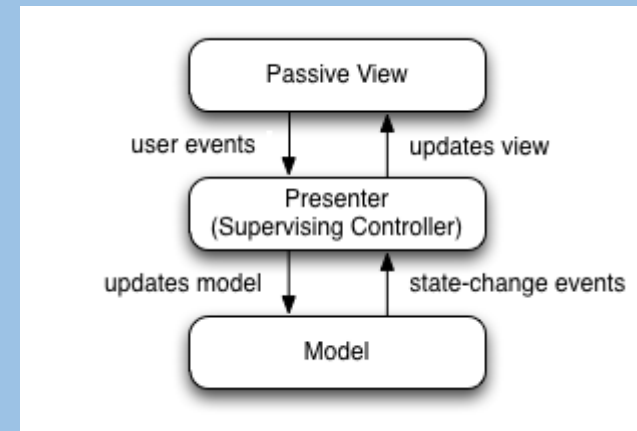 Passive View
user events
updates view
Presenter
(Supervising Controller)
updates model
state-change events
Model